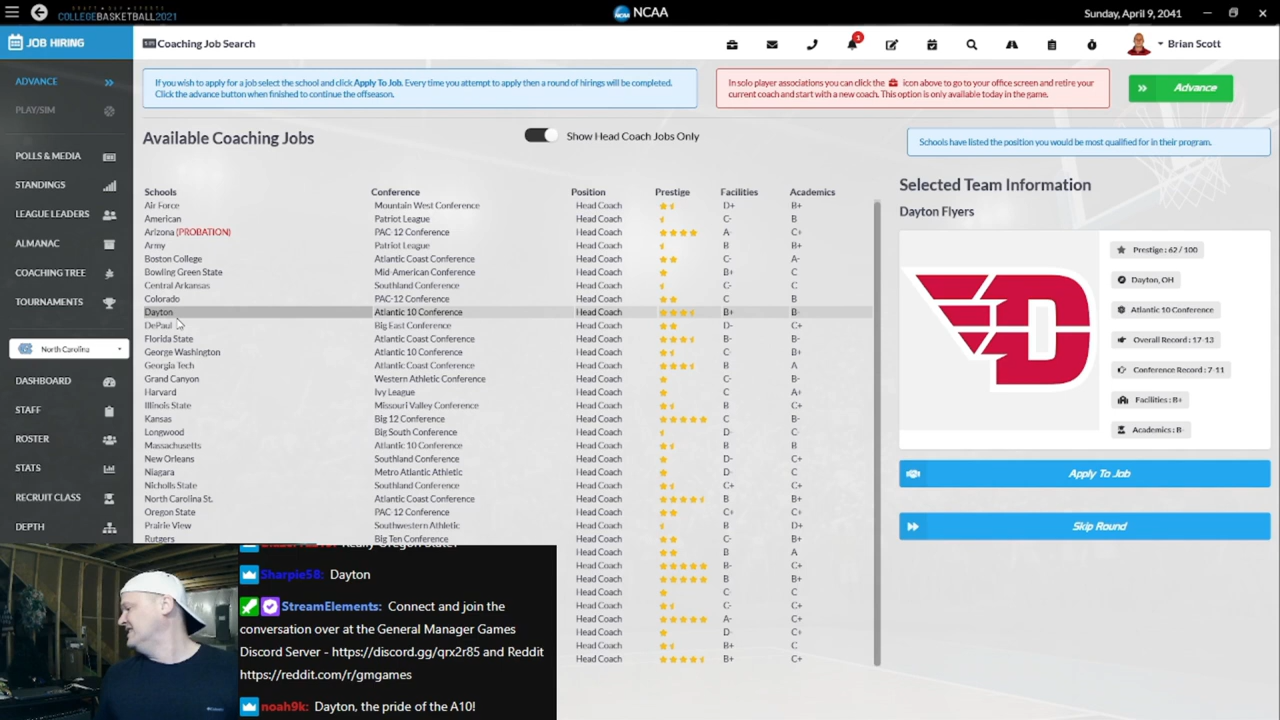 DRAFT DAY SPORTS
COLLEGEBASKETBALL2021
NCAA
Sunday, April 9, 2041
JOB HIRING
Coaching Job Search
1
Brian Scott
ADVANCE
PLAY/SIM
POLLS & MEDIA
STANDINGS
LEAGUE LEADERS
ALMANAC
COACHING TREE
TOURNAMENTS
North Carolina
DASHBOARD
STAFF
ROSTER
STATS
RECRUIT CLASS
DEPTH
If you wish to apply for a job select the school and click Apply To Job. Every time you attempt to apply then a round of hirings will be completed.
Click the advance button when finished to continue the offseason.
In solo player associations you can click the icon above to go to your office screen and retire your
current coach and start with a new coach. This option is only available today in the game.
Advance
Available Coaching Jobs
Show Head Coach Jobs Only
Schools have listed the position you would be most qualified for in their program.
Schools Conference Position Prestige Facilities Academics
Air Force Mountain West Conference Head Coach D+ B+
American Patriot League Head Coach C- B
Arizona (PROBATION) PAC-12 Conference Head Coach A- C+
Army Patriot League Head Coach B B+
Boston College Atlantic Coast Conference Head Coach C- A-
Bowling Green State Mid-American Conference Head Coach B+ C
Central Arkansas Southland Conference Head Coach C- C
Colorado PAC-12 Conference Head Coach C B
Dayton Atlantic 10 Conference Head Coach B+ B-
DePaul Big East Conference Head Coach D- C+
Florida State Atlantic Coast Conference Head Coach B- B-
George Washington Atlantic 10 Conference Head Coach C- B+
Georgia Tech Atlantic Coast Conference Head Coach B A
Grand Canyon Western Athletic Conference Head Coach C- B-
Harvard Ivy League Head Coach C A+
Illinois State Missouri Valley Conference Head Coach B C+
Kansas Big 12 Conference Head Coach C B-
Longwood Big South Conference Head Coach D C-
Massachusetts Atlantic 10 Conference Head Coach B B
New Orleans Southland Conference Head Coach D- C+
Niagara Metro Atlantic Athletic Head Coach D- C
Nicholls State Southland Conference Head Coach C+ C+
North Carolina St. Atlantic Coast Conference Head Coach B B+
Oregon State PAC-12 Conference Head Coach C+ C+
Prairie View Southwestern Athletic Head Coach B D+
Rutgers Big Ten Conference Head Coach C- B+
Head Coach B A
Head Coach B- C+
Head Coach B B+
Head Coach C C
Head Coach C- C+
Head Coach A- C+
Head Coach D- C+
Head Coach B+ C
Head Coach B+ C+
Selected Team Information
Dayton Flyers
D
Prestige : 62 / 100
Dayton, OH
Atlantic 10 Conference
Overall Record : 17-13
Conference Record : 7-11
Facilities : B+
Academics : B-
Apply To Job
Skip Round
Really Oregon State?
Sharpie58: Dayton
StreamElements: Connect and join the
conversation over at the General Manager Games
Discord Server - https://discord.gg/qrx2r85 and Reddit
https://reddit.com/r/gmgames
noah9k: Dayton, the pride of the A10!